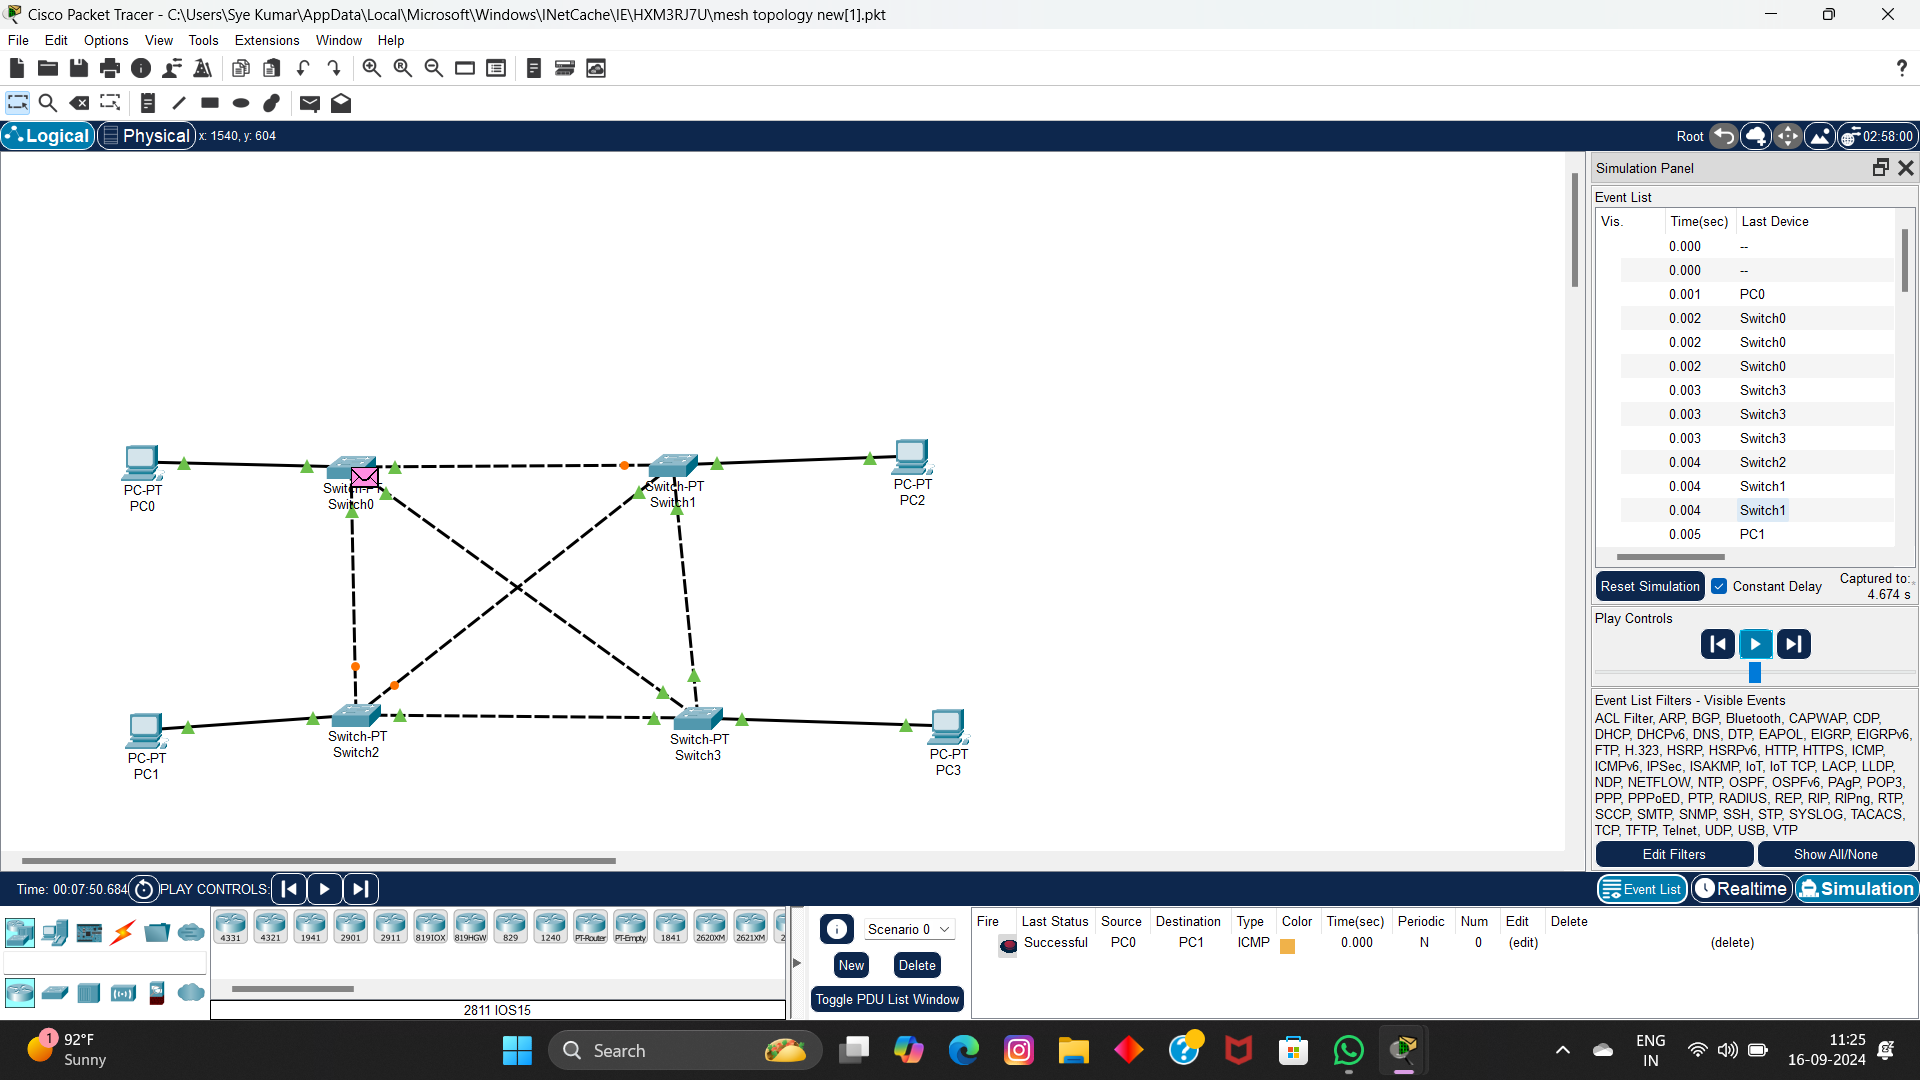 Cisco Packet Tracer - C:\Users\Sye Kumar\AppData\Local\Microsoft\Windows\INetCache\IE\HXM3RJ7U\mesh topology new[1].pkt
File Edit Options View Tools Extensions Window Help
Logical Physical x: 1540, y: 604 Root 02:58:00
PC-PT
PC0
Switch-PT
Switch0
Switch-PT
Switch1
PC-PT
PC2
PC-PT
PC1
Switch-PT
Switch2
Switch-PT
Switch3
PC-PT
PC3
Simulation Panel
Event List
Vis. Time(sec) Last Device
0.000 --
0.000 --
0.001 PC0
0.002 Switch0
0.002 Switch0
0.002 Switch0
0.003 Switch3
0.003 Switch3
0.003 Switch3
0.004 Switch2
0.004 Switch1
0.004 Switch1
0.005 PC1
Reset Simulation Constant Delay Captured to:
4.674 s
Play Controls
Event List Filters - Visible Events
ACL Filter, ARP, BGP, Bluetooth, CAPWAP, CDP,
DHCP, DHCPv6, DNS, DTP, EAPOL, EIGRP, EIGRPv6,
FTP, H.323, HSRP, HSRPv6, HTTP, HTTPS, ICMP,
ICMPv6, IPSec, ISAKMP, IoT, IoT TCP, LACP, LLDP,
NDP, NETFLOW, NTP, OSPF, OSPFv6, PAgP, POP3,
PPP, PPPoED, PTP, RADIUS, REP, RIP, RIPng, RTP,
SCCP, SMTP, SNMP, SSH, STP, SYSLOG, TACACS,
TCP, TFTP, Telnet, UDP, USB, VTP
Edit Filters Show All/None
Time: 00:07:50.684 PLAY CONTROLS: Event List Realtime Simulation
4331 4321 1941 2901 2911 819IOX 819HGW 829 1240 PT-Router PT-Empty 1841 2620XM 2621XM 2
2811 IOS15
Scenario 0
New Delete
Toggle PDU List Window
Fire Last Status Source Destination Type Color Time(sec) Periodic Num Edit Delete
Successful PC0 PC1 ICMP 0.000 N 0 (edit) (delete)
1 92°F
Sunny
Search
ENG
IN
11:25
16-09-2024